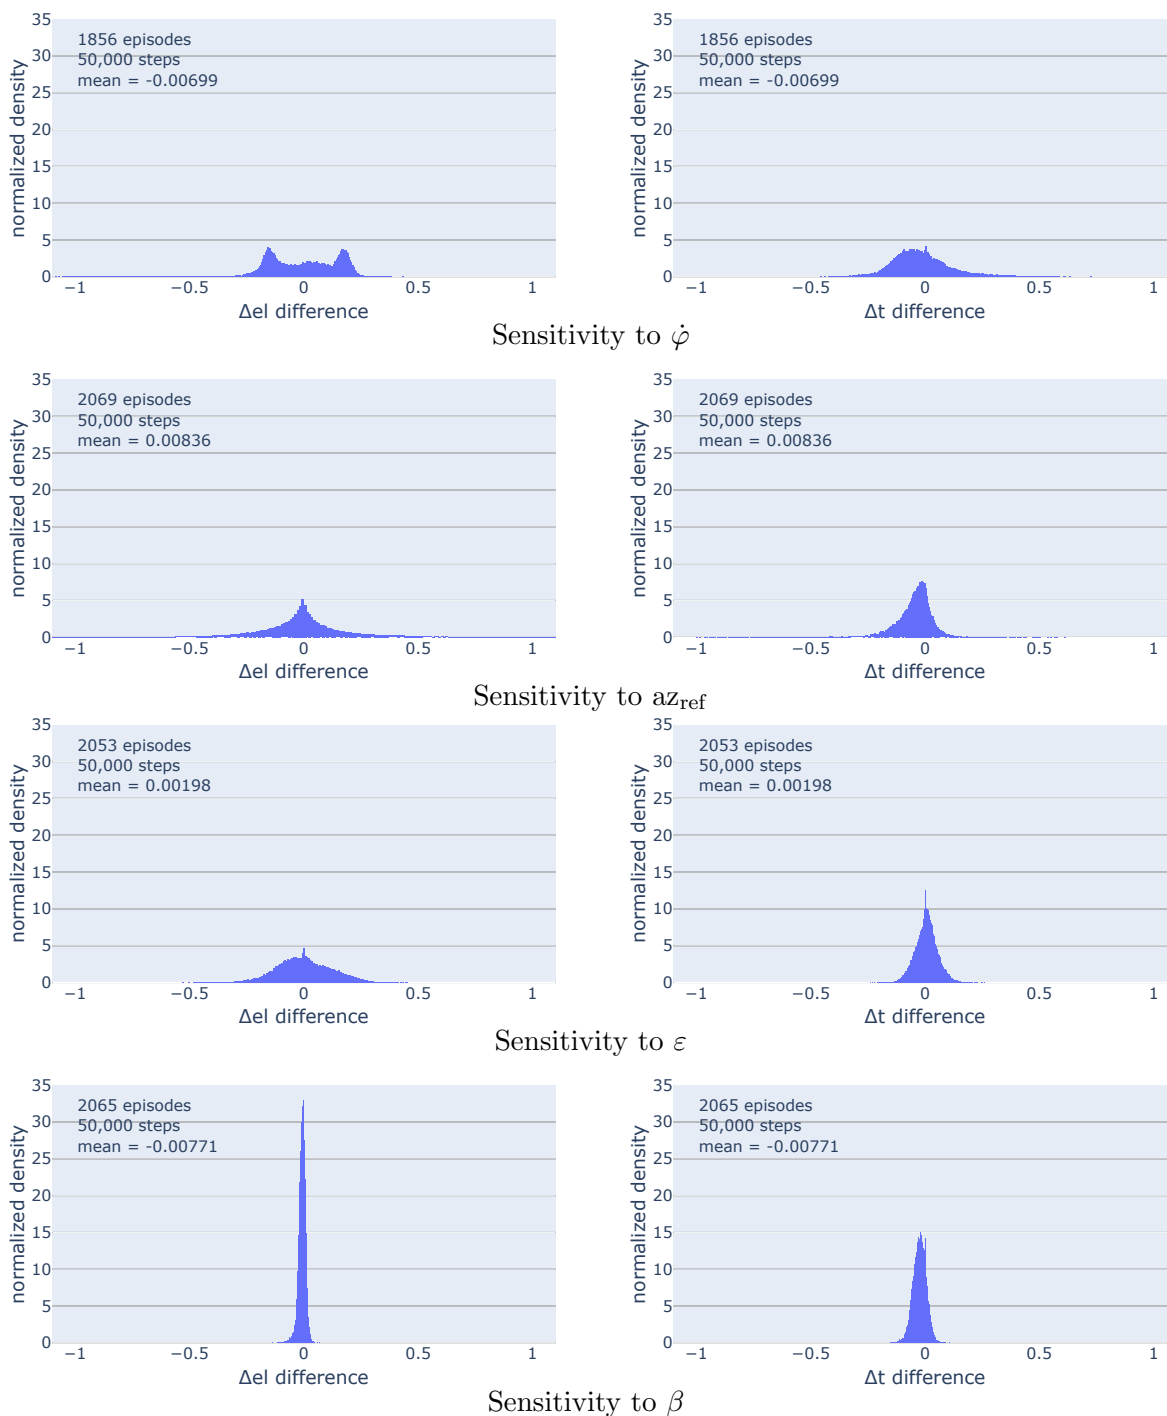 35
30
25
20
15
10
5
0
normalized density
1856 episodes
50,000 steps
mean = -0.00699
−1
−0.5
0
0.5
1
Δel difference
35
30
25
20
15
10
5
0
normalized density
1856 episodes
50,000 steps
mean = -0.00699
−1
−0.5
0
0.5
1
Δt difference
Sensitivity to φ̇
35
30
25
20
15
10
5
0
normalized density
2069 episodes
50,000 steps
mean = 0.00836
−1
−0.5
0
0.5
1
Δel difference
35
30
25
20
15
10
5
0
normalized density
2069 episodes
50,000 steps
mean = 0.00836
−1
−0.5
0
0.5
1
Δt difference
Sensitivity to az_ref
35
30
25
20
15
10
5
0
normalized density
2053 episodes
50,000 steps
mean = 0.00198
−1
−0.5
0
0.5
1
Δel difference
35
30
25
20
15
10
5
0
normalized density
2053 episodes
50,000 steps
mean = 0.00198
−1
−0.5
0
0.5
1
Δt difference
Sensitivity to ε
35
30
25
20
15
10
5
0
normalized density
2065 episodes
50,000 steps
mean = -0.00771
−1
−0.5
0
0.5
1
Δel difference
35
30
25
20
15
10
5
0
normalized density
2065 episodes
50,000 steps
mean = -0.00771
−1
−0.5
0
0.5
1
Δt difference
Sensitivity to β